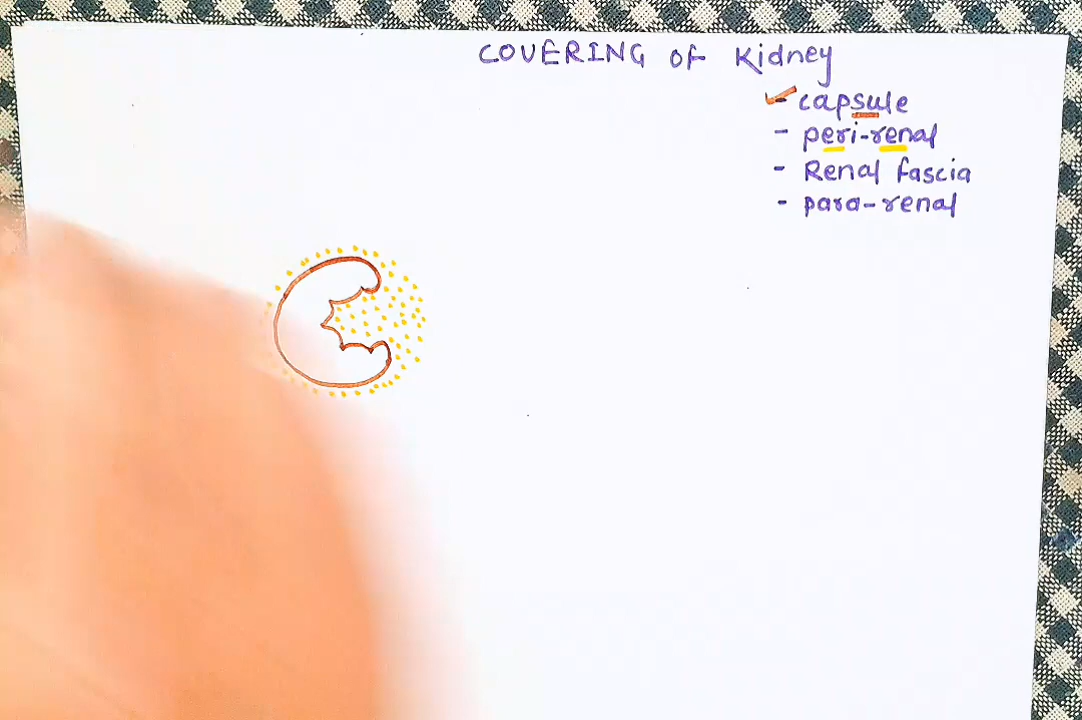 COVERING OF Kidney
- capsule
- peri-renal
- Renal fascia
- para-renal